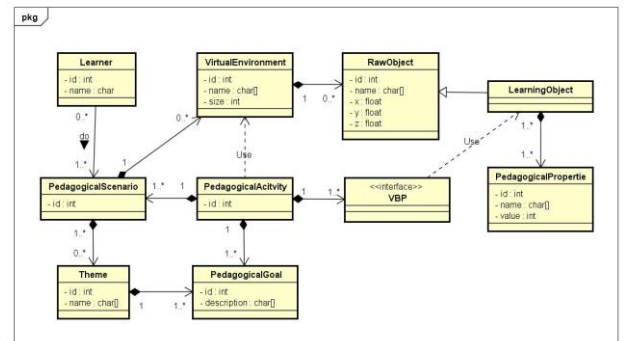 pkg
Learner
- id : int
- name : char
VirtualEnvironment
- id : int
- name : char[]
- size : int
RawObject
- id : int
- name : char[]
- x : float
- y : float
- z : float
LearningObject
1
0..*
0..*
0..*
do
1..*
1
Use
Use
1..*
1..*
PedagogicalScenario
- id : int
1..*
1
PedagogicalAcitvity
- id : int
1
1..*
<<interface>>
VBP
PedagogicalPropertie
- id : int
- name : char[]
- value : int
1..*
0..*
1
1..*
Theme
- id : int
- name : char[]
1
1..*
PedagogicalGoal
- id : int
- description : char[]